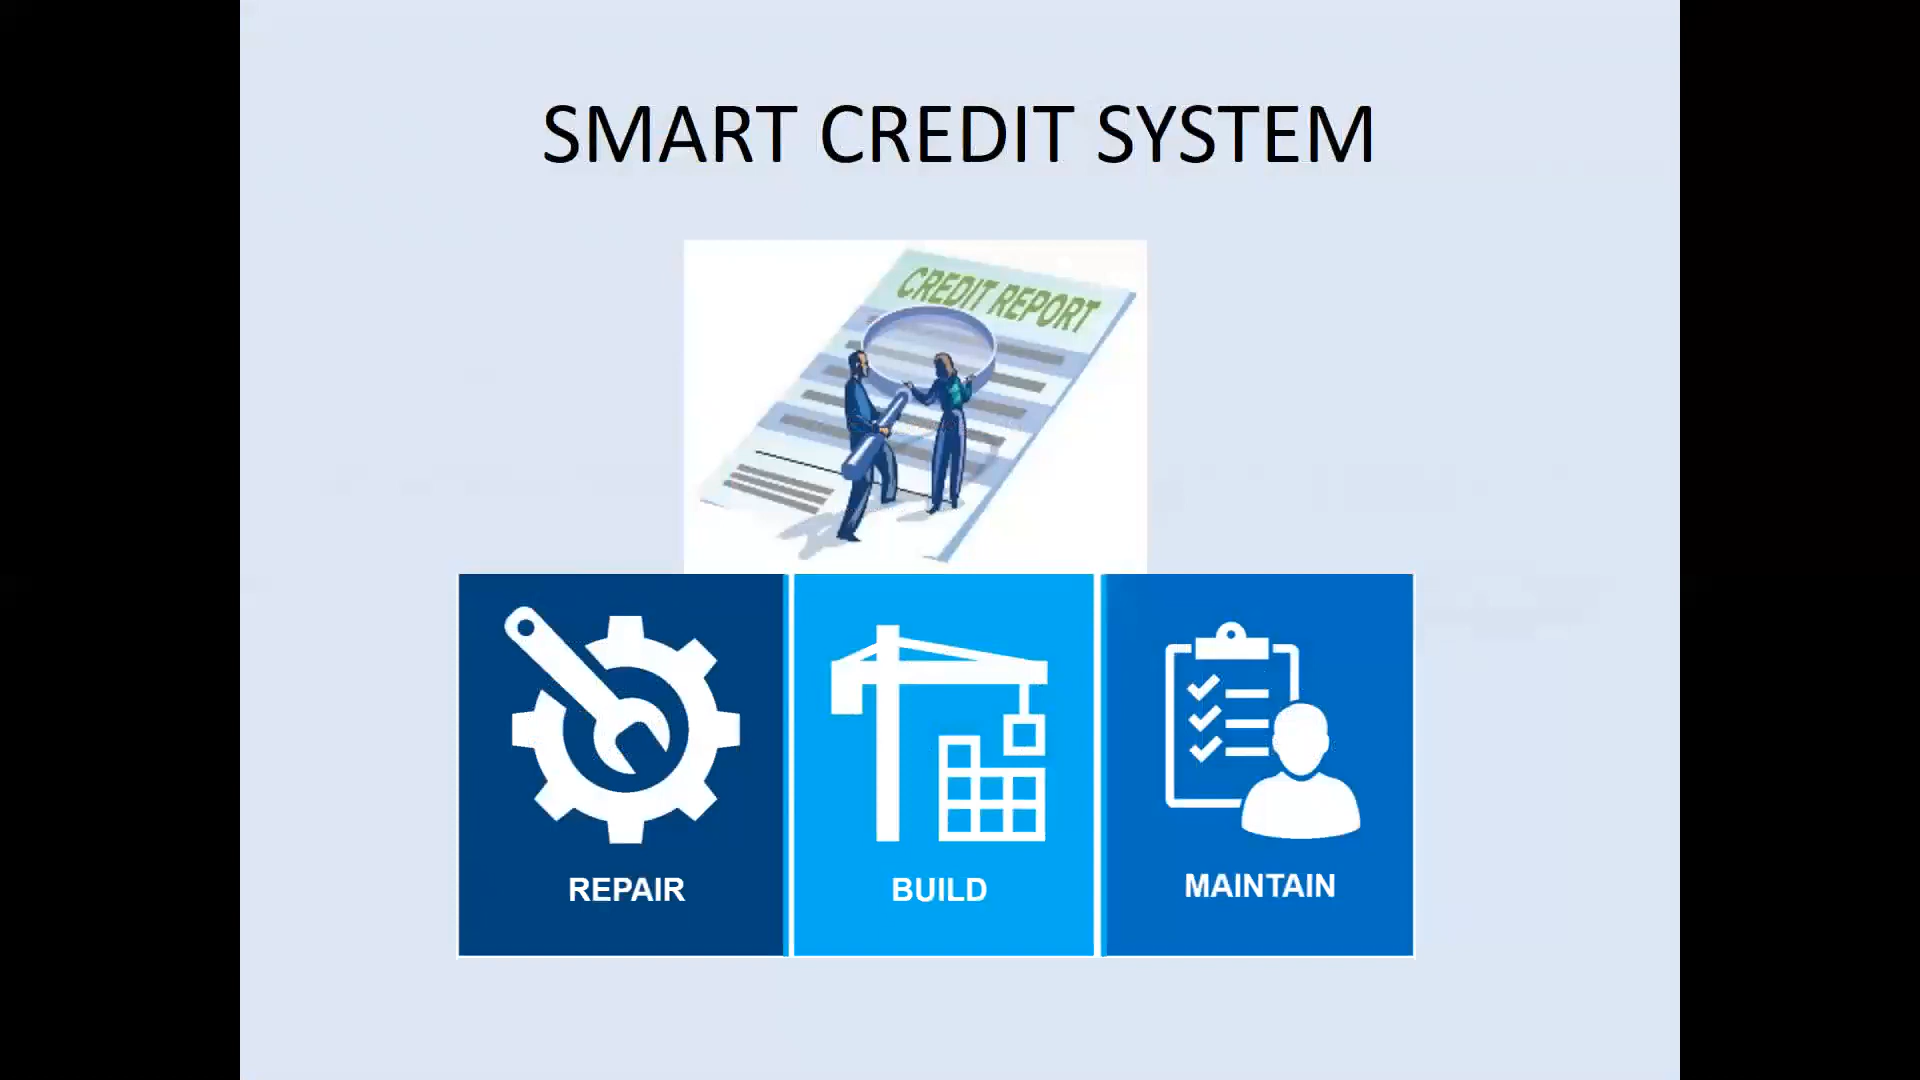 SMART CREDIT SYSTEM
CREDIT REPORT
REPAIR
BUILD
MAINTAIN